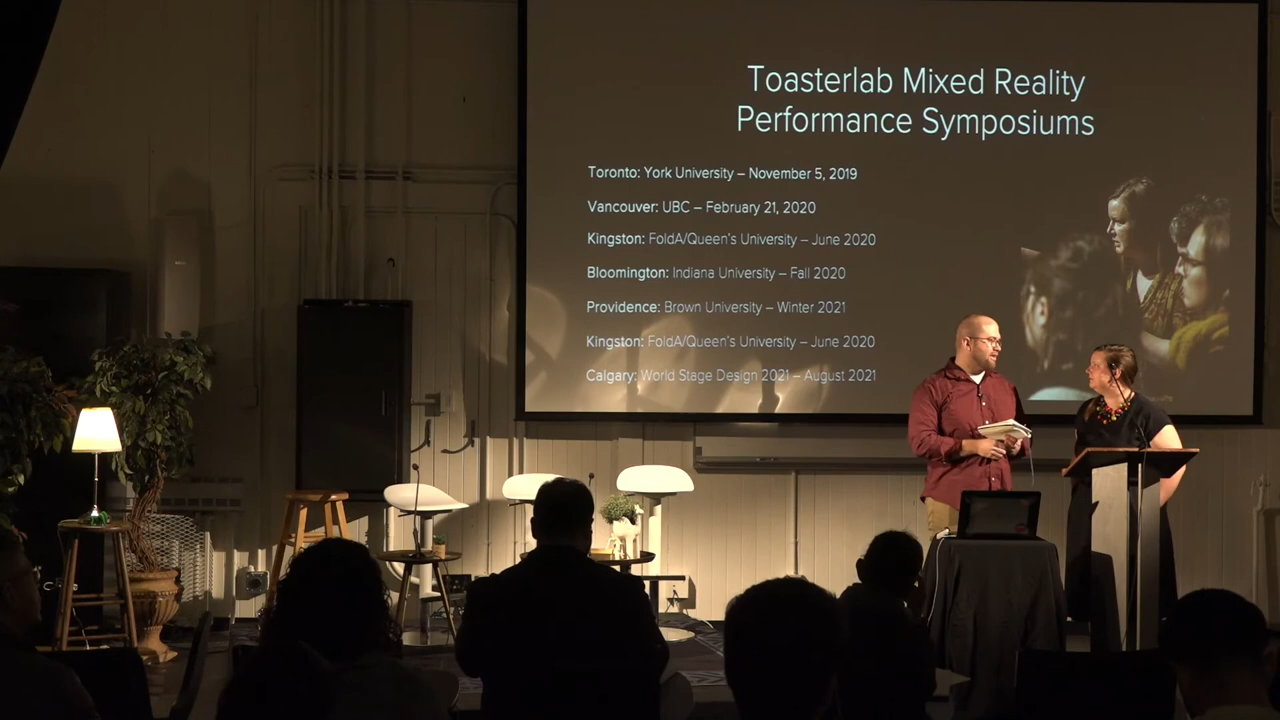 Toasterlab Mixed Reality
Performance Symposiums
Toronto: York University – November 5, 2019
Vancouver: UBC – February 21, 2020
Kingston: FoldA/Queen's University – June 2020
Bloomington: Indiana University – Fall 2020
Providence: Brown University – Winter 2021
Kingston: FoldA/Queen's University – June 2020
Calgary: World Stage Design 2021 – August 2021